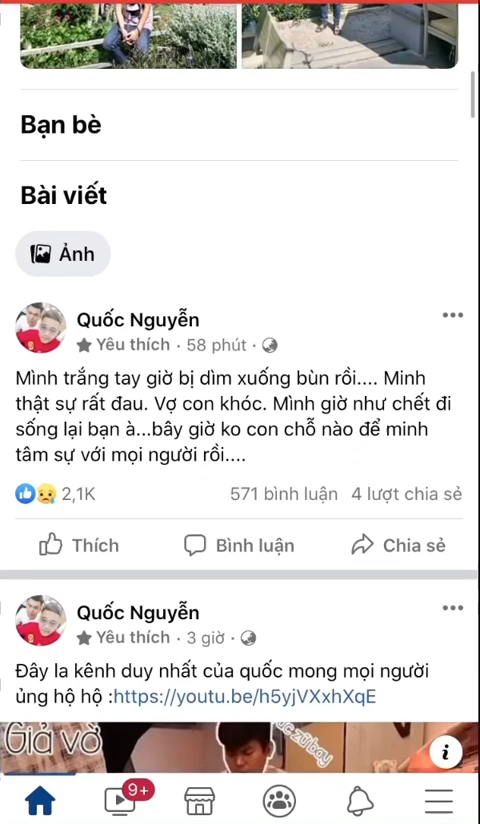 Bạn bè
Bài viết
Ảnh
Quốc Nguyễn
Yêu thích · 58 phút ·
Mình trắng tay giờ bị dìm xuống bùn rồi.... Minh
thật sự rất đau. Vợ con khóc. Mình giờ như chết đi
sống lại bạn à...bây giờ ko con chỗ nào để minh
tâm sự với mọi người rồi....
2,1K 571 bình luận 4 lượt chia sẻ
Thích Bình luận Chia sẻ
Quốc Nguyễn
Yêu thích · 3 giờ ·
Đây la kênh duy nhất của quốc mong mọi người
ủng hộ hộ :https://youtu.be/h5yjVXxhXqE
Giả vờ
9+